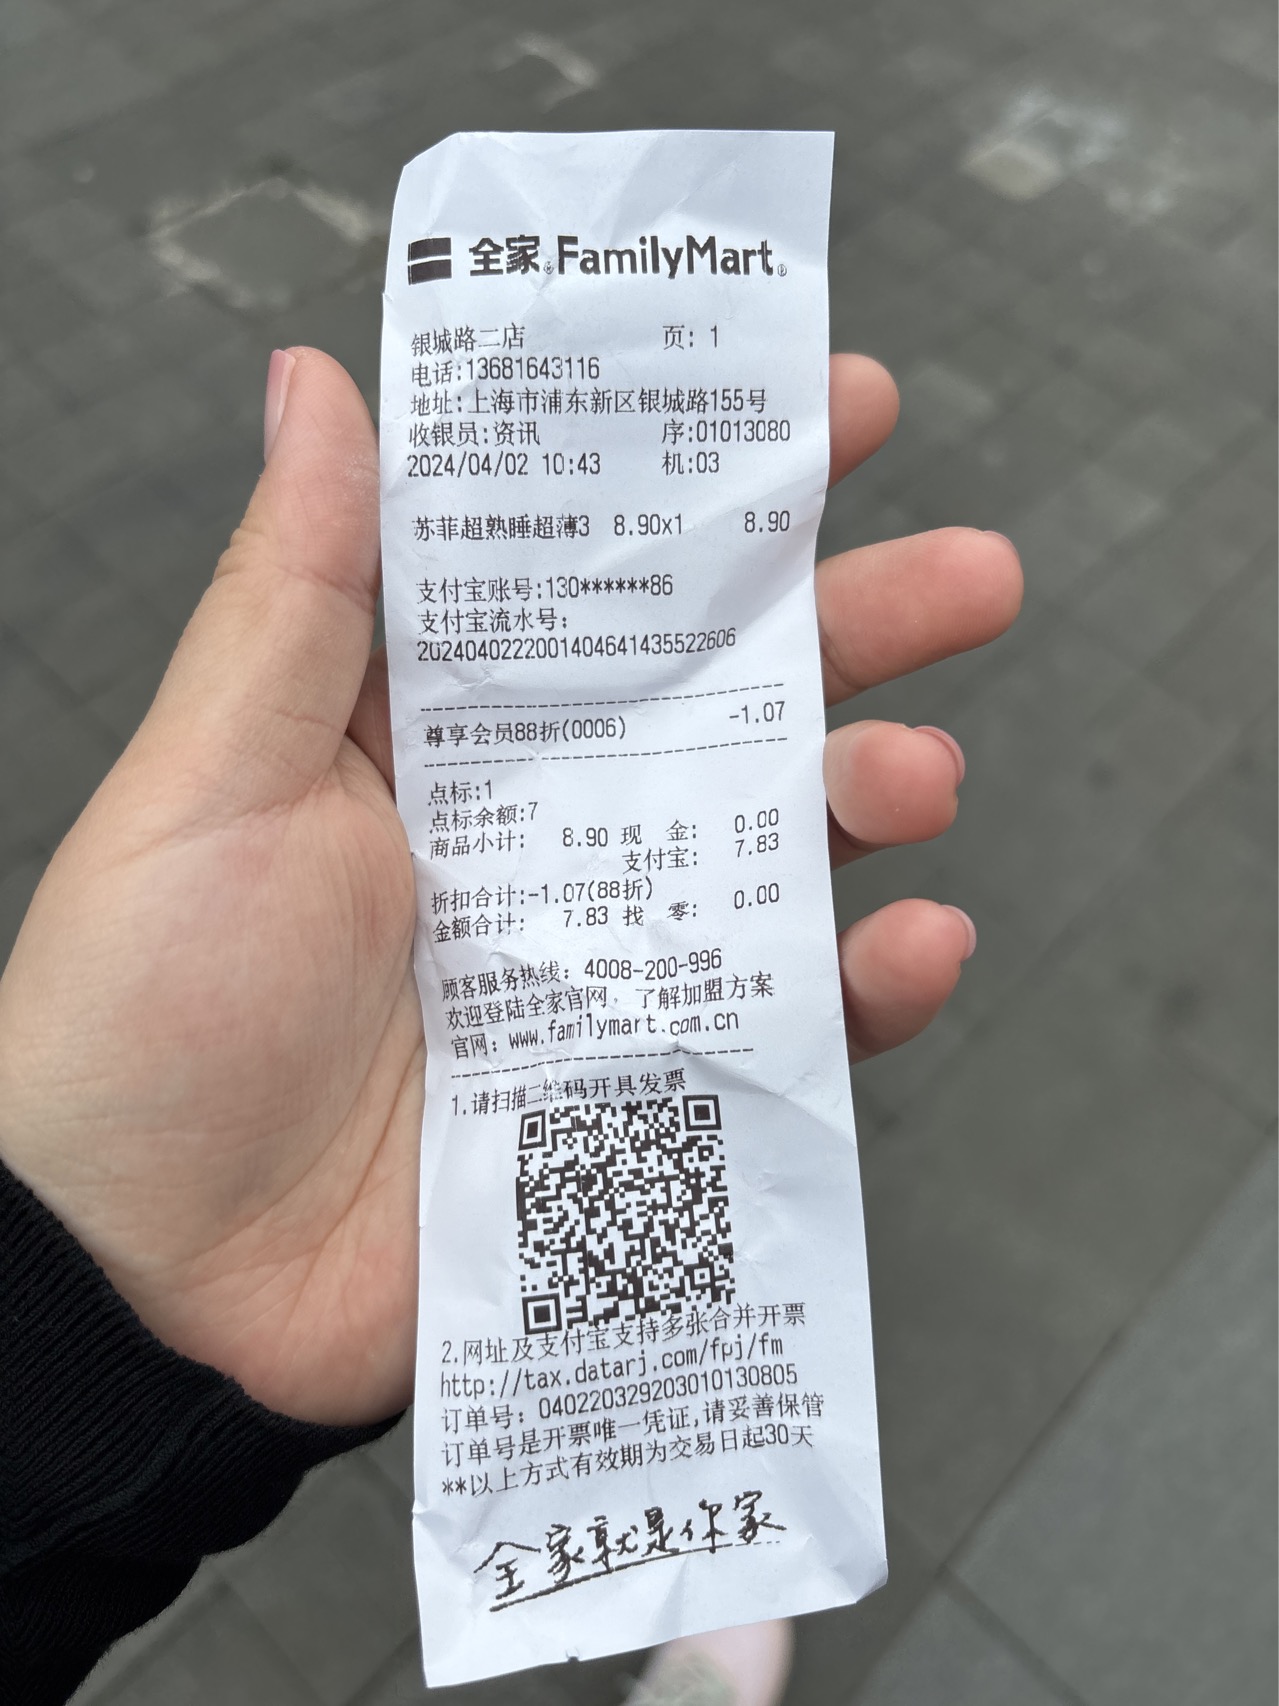 全家®FamilyMart®
银城路二店 页: 1
电话:13681643116
地址:上海市浦东新区银城路155号
收银员:资讯 序:01013080
2024/04/02 10:43 机:03
苏菲超熟睡超薄3 8.90x1 8.90
支付宝账号:130******86
支付宝流水号:
2024040222001404641435522606
尊享会员88折(0006) -1.07
点标:1
点标余额:7
商品小计: 8.90 现 金: 0.00
支付宝: 7.83
折扣合计:-1.07(88折)
金额合计: 7.83 找 零: 0.00
顾客服务热线: 4008-200-996
欢迎登陆全家官网, 了解加盟方案
官网: www.familymart.com.cn
1.请扫描二维码开具发票
2.网址及支付宝支持多张合并开票
http://tax.datarj.com/fpj/fm
订单号: 040220329203010130805
订单号是开票唯一凭证,请妥善保管
**以上方式有效期为交易日起30天
全家就是你家